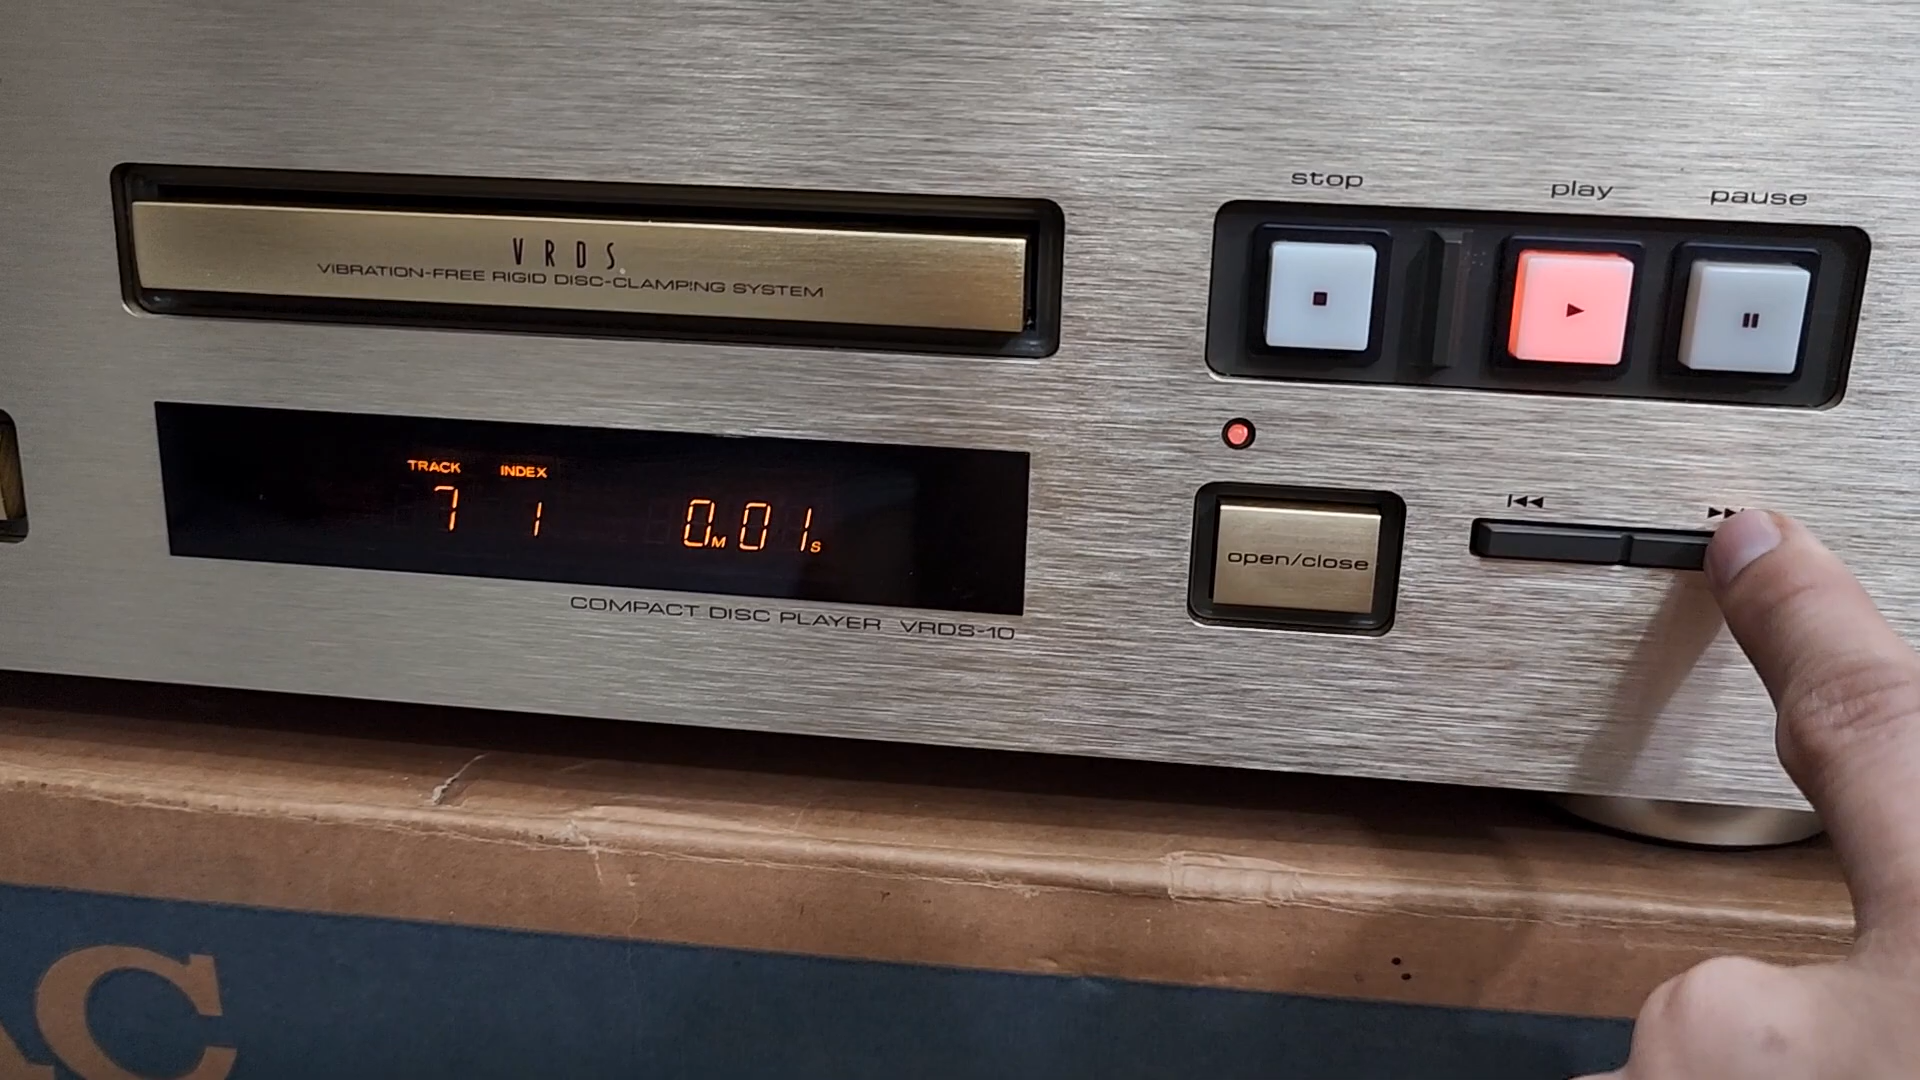 VRDS
VIBRATION-FREE RIGID DISC-CLAMPING SYSTEM
stop play pause
TRACK INDEX
7 1 0M 01s
open/close
COMPACT DISC PLAYER VRDS-10